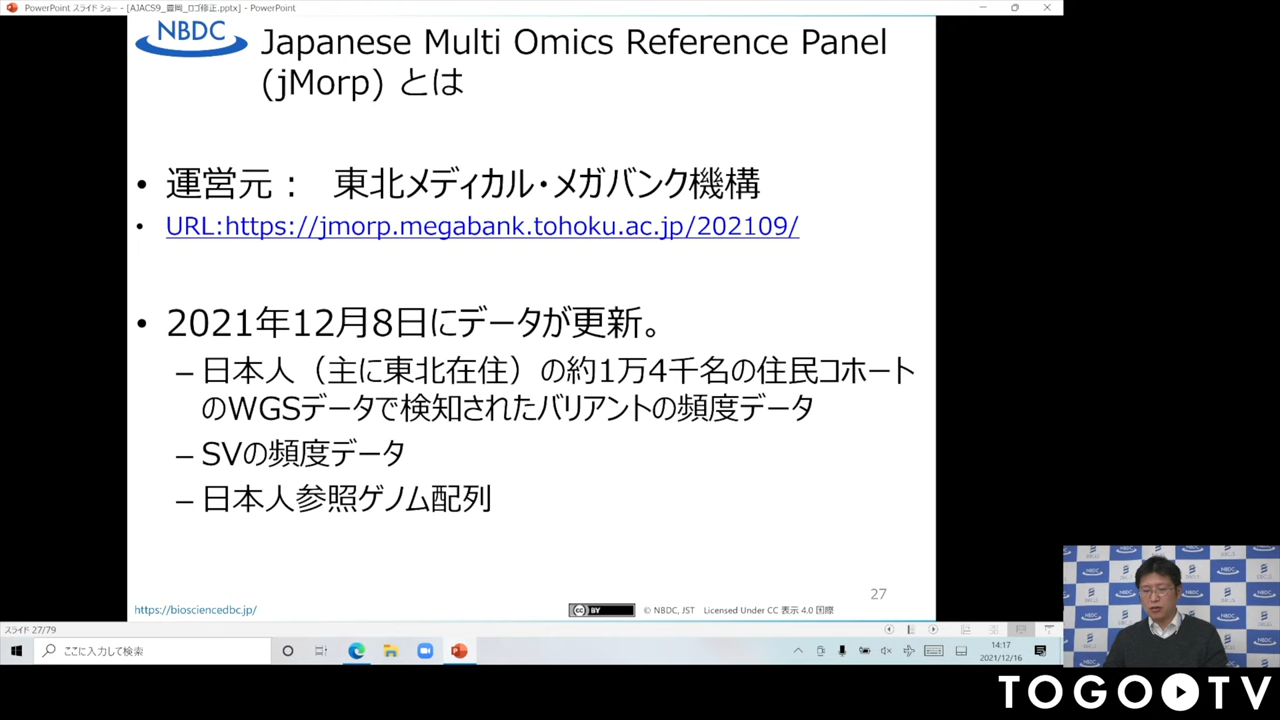 PowerPoint スライド ショー - [AJACS9_豊岡_ロゴ修正.pptx] - PowerPoint
NBDC
Japanese Multi Omics Reference Panel
(jMorp) とは
• 運営元： 東北メディカル・メガバンク機構
• URL:https://jmorp.megabank.tohoku.ac.jp/202109/
• 2021年12月8日にデータが更新。
– 日本人（主に東北在住）の約1万4千名の住民コホート
のWGSデータで検知されたバリアントの頻度データ
– SVの頻度データ
– 日本人参照ゲノム配列
27
https://biosciencedbc.jp/
cc BY
© NBDC, JST Licensed Under CC 表示 4.0 国際
スライド 27/79
ここに入力して検索
14:17
2021/12/16
NBDC
TOGO TV